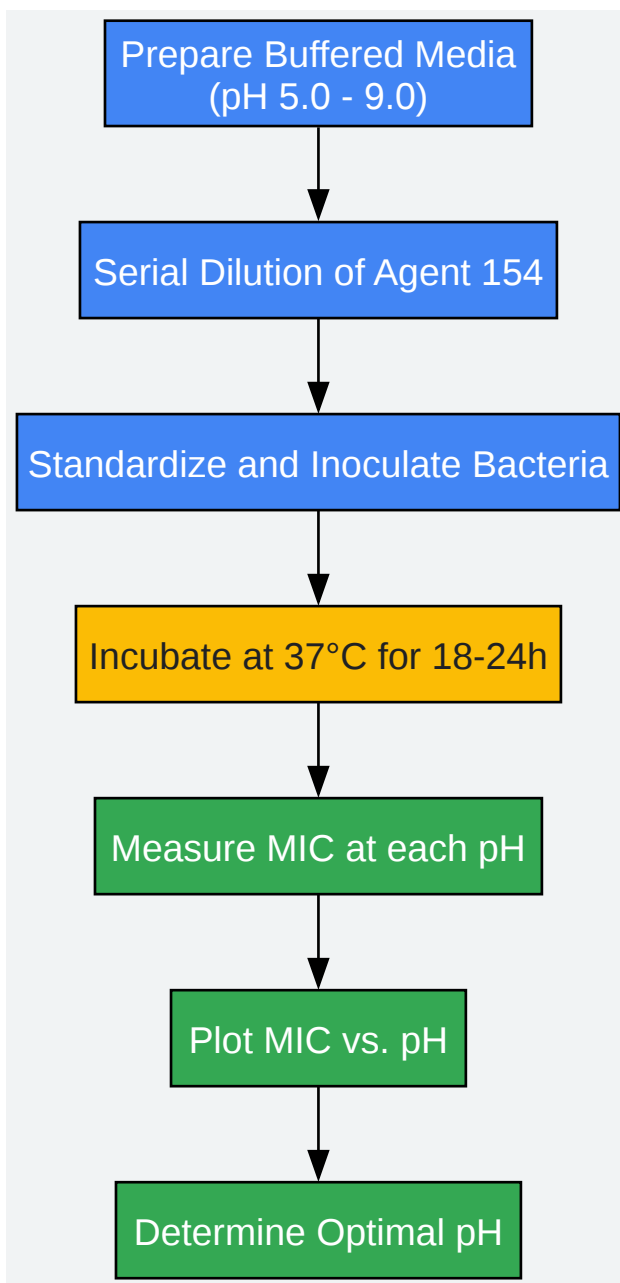 Prepare Buffered Media
(pH 5.0 - 9.0)
Serial Dilution of Agent 154
Standardize and Inoculate Bacteria
Incubate at 37°C for 18-24h
Measure MIC at each pH
Plot MIC vs. pH
Determine Optimal pH